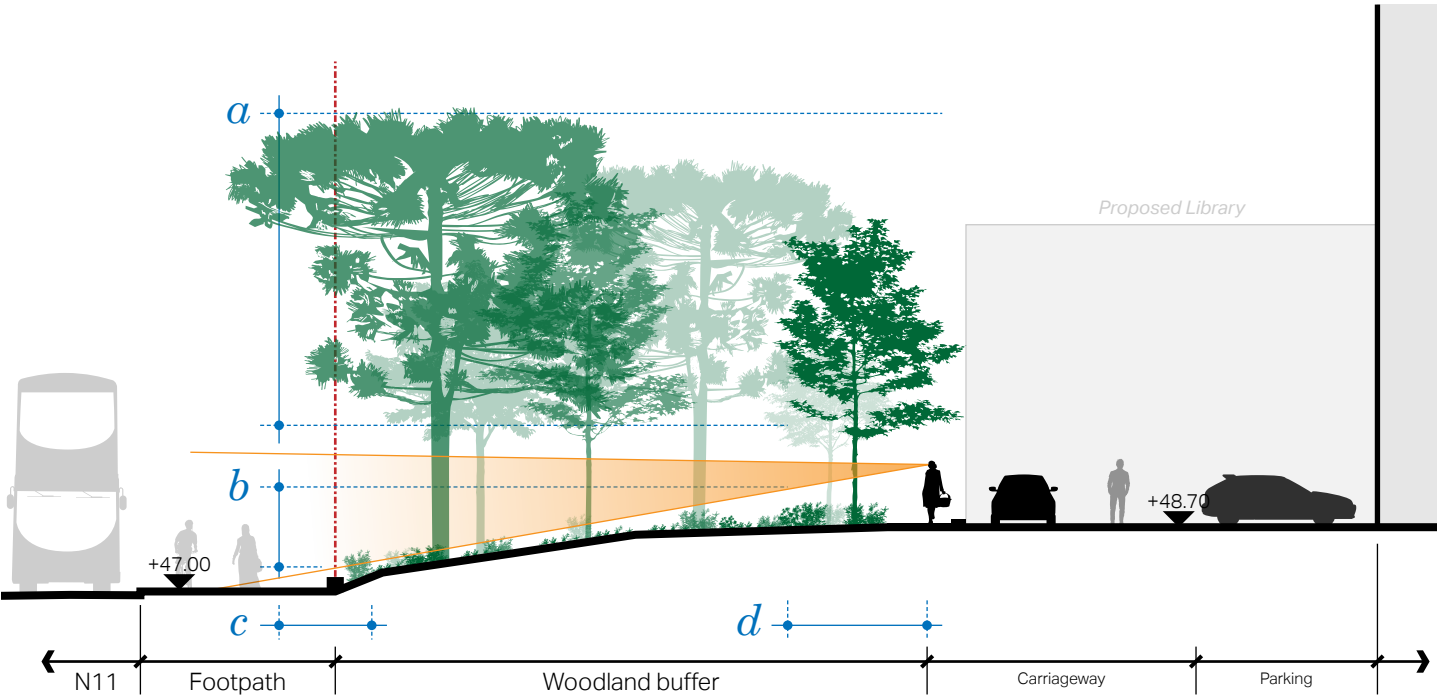 a
Proposed Library
b
+48.70
+47.00
c
d
N11
Footpath
Woodland buffer
Carriageway
Parking